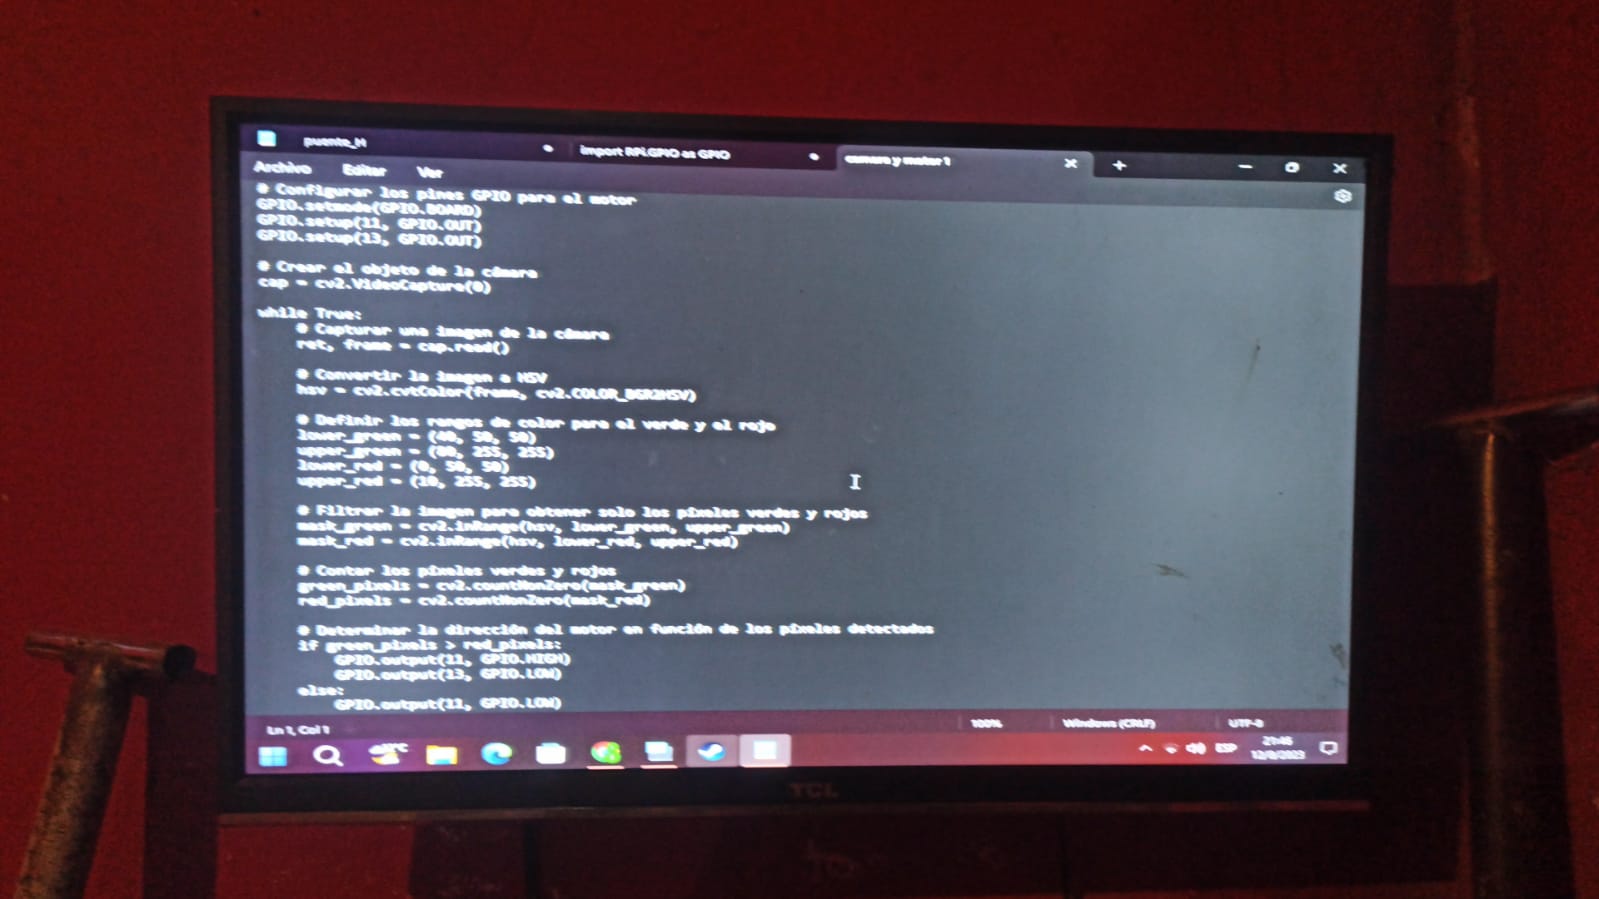 puente_H
import RPi.GPIO as GPIO
camara y motor 1
Archivo Editar Ver
# Configurar los pines GPIO para el motor
GPIO.setmode(GPIO.BOARD)
GPIO.setup(11, GPIO.OUT)
GPIO.setup(13, GPIO.OUT)
# Crear el objeto de la cámara
cap = cv2.VideoCapture(0)
while True:
# Capturar una imagen de la cámara
ret, frame = cap.read()
# Convertir la imagen a HSV
hsv = cv2.cvtColor(frame, cv2.COLOR_BGR2HSV)
# Definir los rangos de color para el verde y el rojo
lower_green = (40, 50, 50)
upper_green = (80, 255, 255)
lower_red = (0, 50, 50)
upper_red = (10, 255, 255)
# Filtrar la imagen para obtener solo los píxeles verdes y rojos
mask_green = cv2.inRange(hsv, lower_green, upper_green)
mask_red = cv2.inRange(hsv, lower_red, upper_red)
# Contar los píxeles verdes y rojos
green_pixels = cv2.countNonZero(mask_green)
red_pixels = cv2.countNonZero(mask_red)
# Determinar la dirección del motor en función de los píxeles detectados
if green_pixels > red_pixels:
GPIO.output(11, GPIO.HIGH)
GPIO.output(13, GPIO.LOW)
else:
GPIO.output(11, GPIO.LOW)
Ln 1, Col 1
100%
Windows (CRLF)
UTF-8
ESP
21:46
TCL